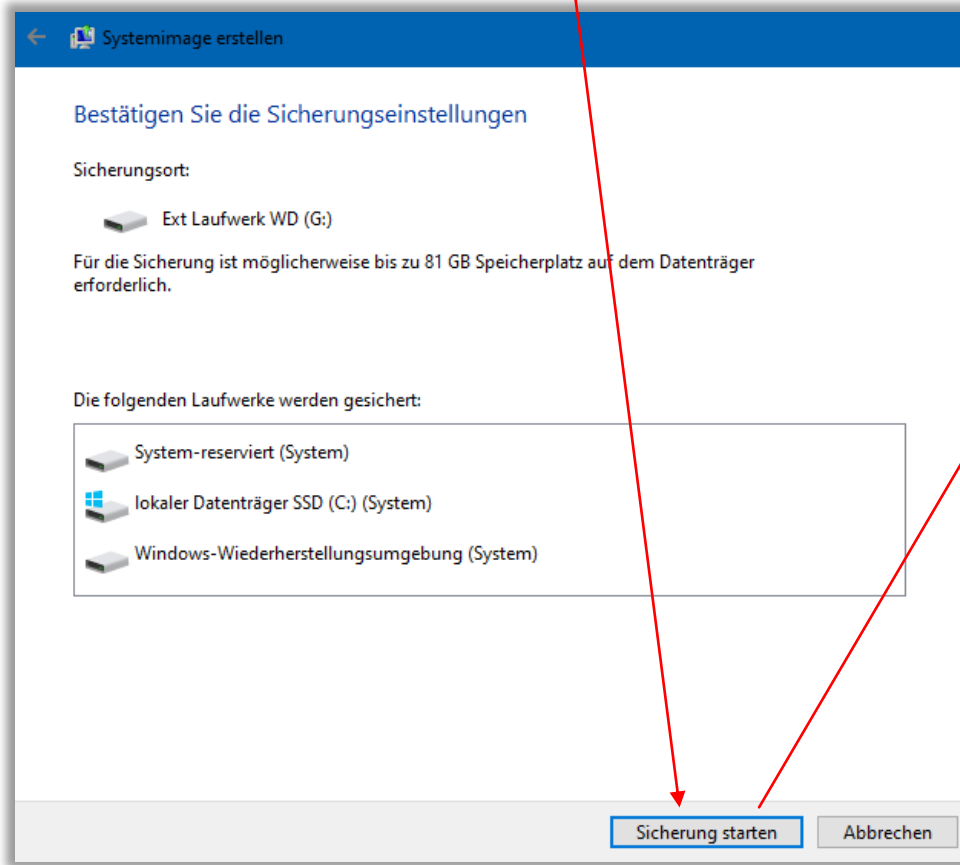 Systemimage erstellen
Bestätigen Sie die Sicherungseinstellungen
Sicherungsort:
Ext Laufwerk WD (G:)
Für die Sicherung ist möglicherweise bis zu 81 GB Speicherplatz auf dem Datenträger
erforderlich.
Die folgenden Laufwerke werden gesichert:
System-reserviert (System)
lokaler Datenträger SSD (C:) (System)
Windows-Wiederherstellungsumgebung (System)
Sicherung starten Abbrechen